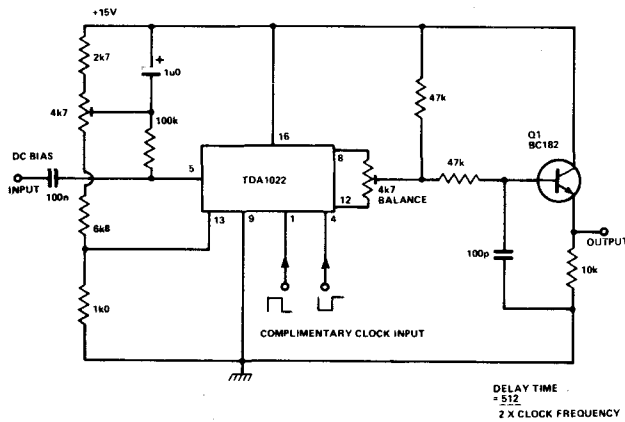 +15V
2k7
+
1u0
4k7
100k
47k
Q1
BC182
DC BIAS
INPUT
100n
5
16
TDA1022
8
12
13
9
1
4
4k7
BALANCE
47k
6k8
100p
OUTPUT
10k
1k0
COMPLIMENTARY CLOCK INPUT
DELAY TIME
= 512
2 X CLOCK FREQUENCY